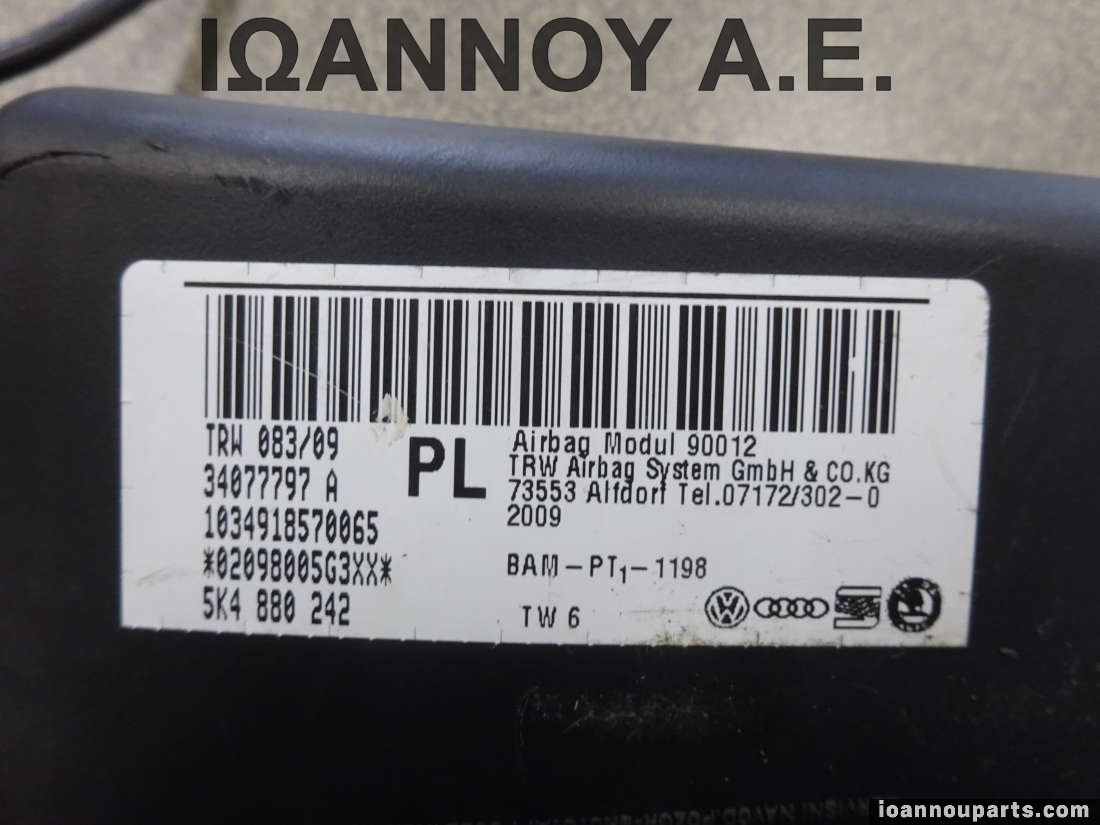 ΙΩΑΝΝΟΥ Α.Ε.
TRW 083/09
34077797 A
1034918570065
*02098005G3XX*
5K4 880 242
PL
Airbag Modul 90012
TRW Airbag System GmbH & CO.KG
73553 Alfdorf Tel.07172/302-0
2009
BAM-PT1-1198
TW 6
ioannouparts.com